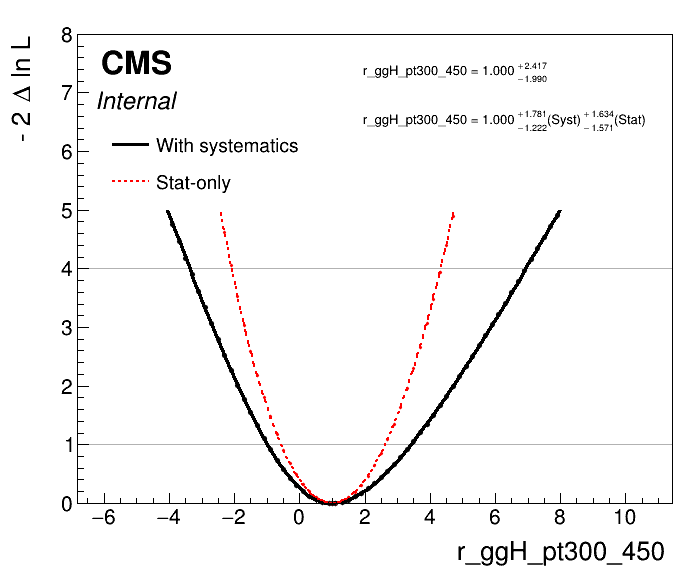 - 2 Δ ln L
8
7
6
5
4
3
2
1
0
CMS
Internal
With systematics
Stat-only
r_ggH_pt300_450 = 1.000 +2.417 −1.990
r_ggH_pt300_450 = 1.000 +1.781 −1.222 (Syst) +1.634 −1.571 (Stat)
−6 −4 −2 0 2 4 6 8 10
r_ggH_pt300_450